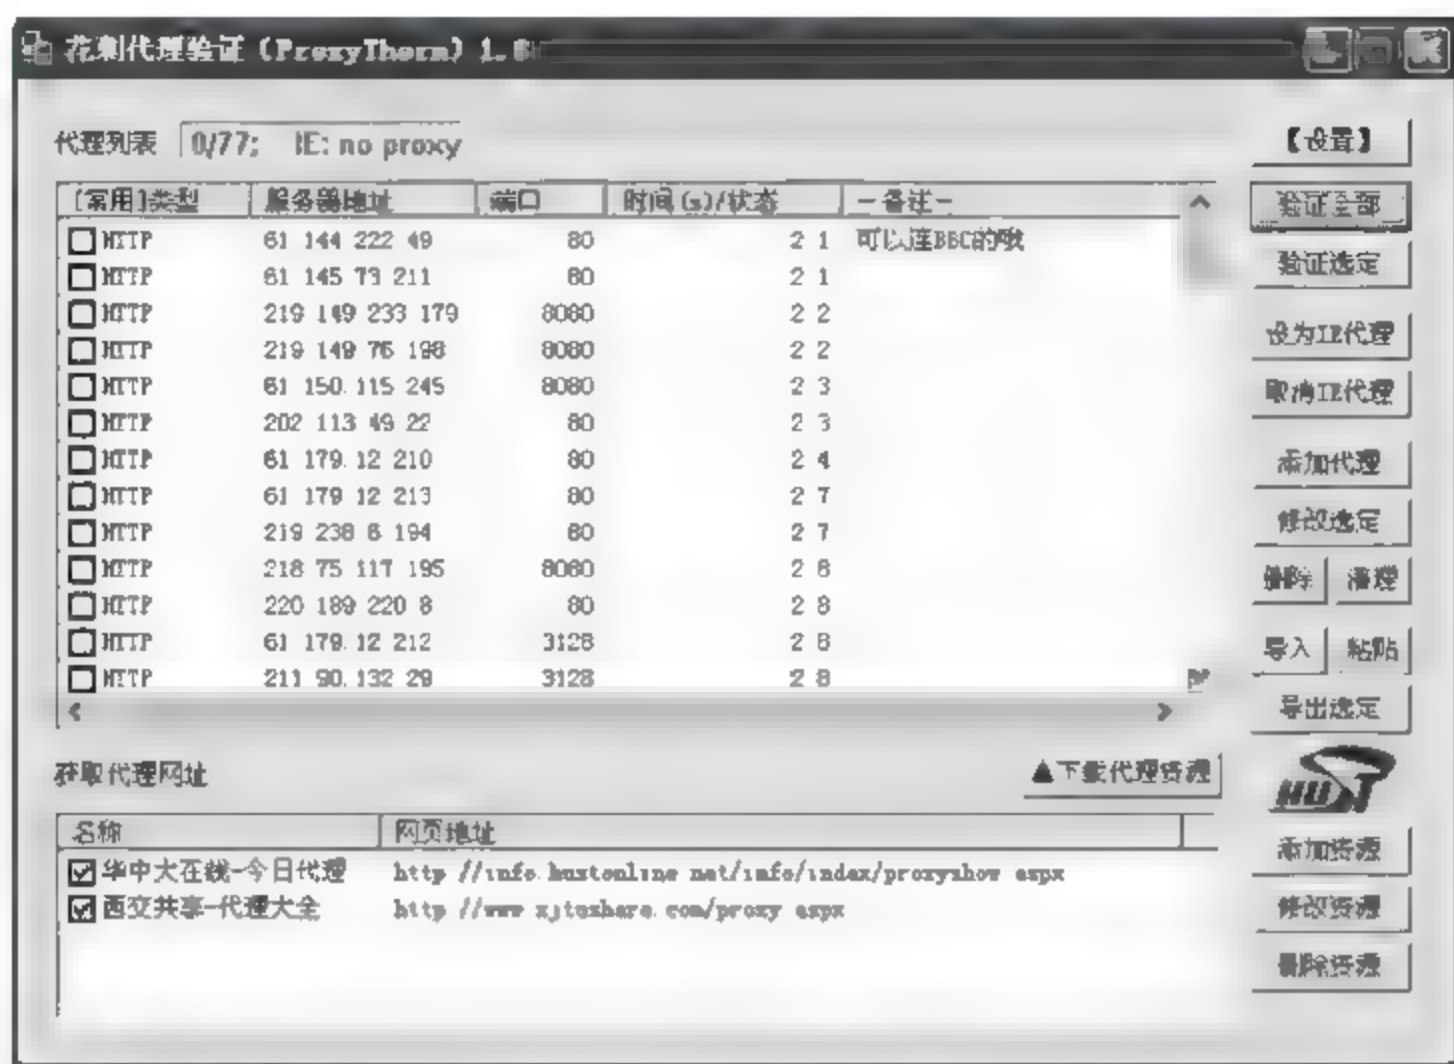 花刺代理验证 (ProxyThorn) 1.8
代理列表 0/77; IE: no proxy 【设置】
[常用]类型 服务器地址 端口 时间(s)/状态 -备注- 验证全部
HTTP 61.144.222.49 80 2.1 可以连BBC的哦
HTTP 61.145.73.211 80 2.1 验证选定
HTTP 219.149.233.179 8080 2.2
HTTP 219.149.76.198 8080 2.2 设为IE代理
HTTP 61.150.115.245 8080 2.3 取消IE代理
HTTP 202.113.49.22 80 2.3
HTTP 61.179.12.210 80 2.4 添加代理
HTTP 61.179.12.213 80 2.7
HTTP 219.238.6.194 80 2.7 修改选定
HTTP 218.75.117.195 8080 2.8 删除 清理
HTTP 220.189.220.8 80 2.8
HTTP 61.179.12.212 3128 2.8 导入 粘贴
HTTP 211.90.132.29 3128 2.8
导出选定
获取代理网址 ▲下载代理资源
HUST
名称 网页地址
添加资源
华中大在线-今日代理 http://info.hustonline.net/info/index/proxyshow.aspx
西交共享-代理大全 http://www.xjtushare.com/proxy.aspx 修改资源
删除资源